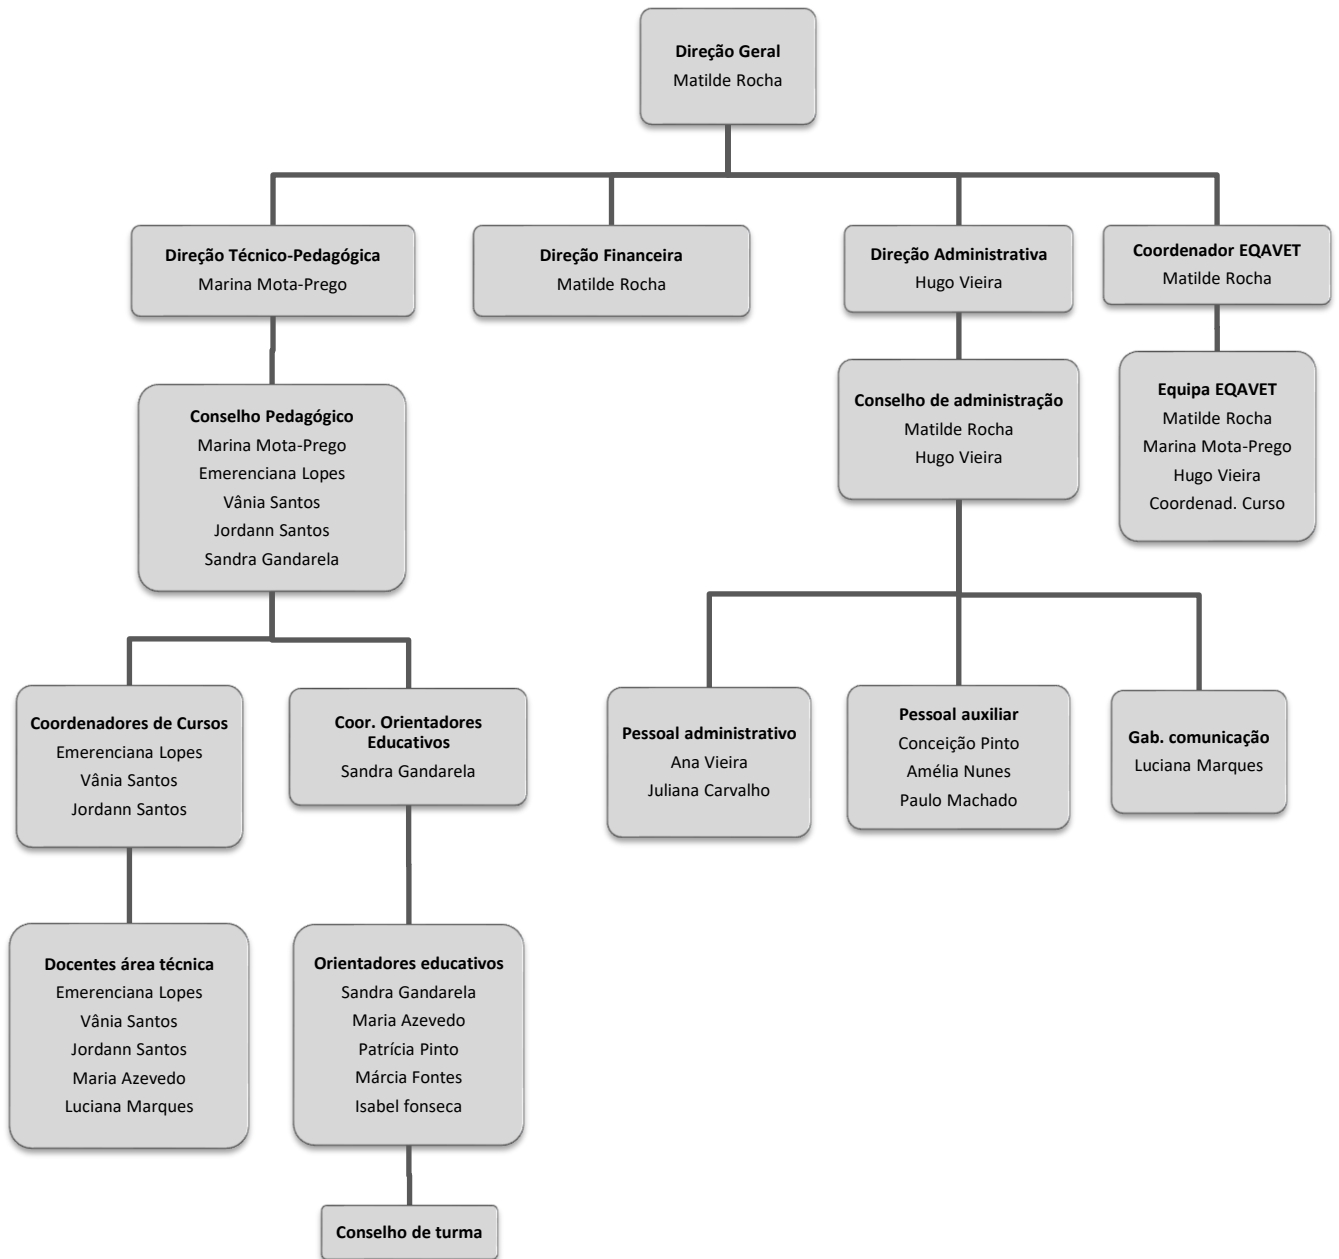 Direção Geral
Matilde Rocha
Direção Técnico-Pedagógica
Marina Mota-Prego
Direção Financeira
Matilde Rocha
Direção Administrativa
Hugo Vieira
Coordenador EQAVET
Matilde Rocha
Conselho Pedagógico
Marina Mota-Prego
Emerenciana Lopes
Vânia Santos
Jordann Santos
Sandra Gandarela
Conselho de administração
Matilde Rocha
Hugo Vieira
Equipa EQAVET
Matilde Rocha
Marina Mota-Prego
Hugo Vieira
Coordenad. Curso
Coordenadores de Cursos
Emerenciana Lopes
Vânia Santos
Jordann Santos
Coor. Orientadores
Educativos
Sandra Gandarela
Pessoal administrativo
Ana Vieira
Juliana Carvalho
Pessoal auxiliar
Conceição Pinto
Amélia Nunes
Paulo Machado
Gab. comunicação
Luciana Marques
Docentes área técnica
Emerenciana Lopes
Vânia Santos
Jordann Santos
Maria Azevedo
Luciana Marques
Orientadores educativos
Sandra Gandarela
Maria Azevedo
Patrícia Pinto
Márcia Fontes
Isabel fonseca
Conselho de turma